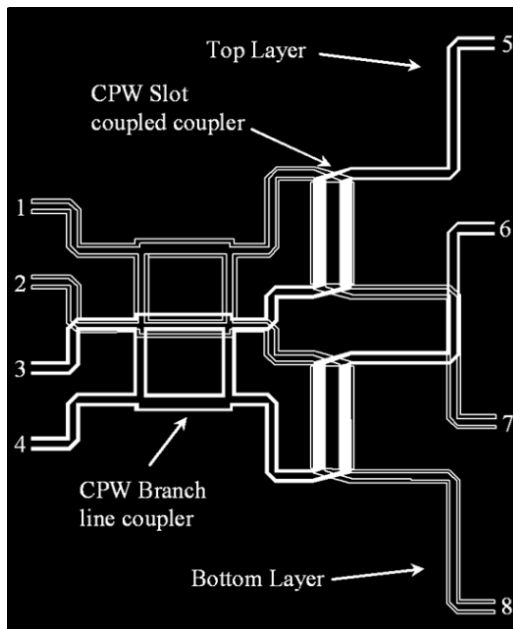 5
Top Layer
CPW Slot
coupled coupler
1
6
2
3
4
7
CPW Branch
line coupler
Bottom Layer
8